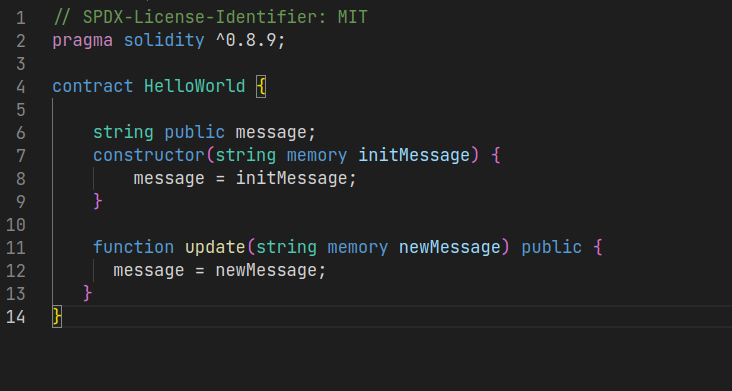 1 // SPDX-License-Identifier: MIT
2 pragma solidity ^0.8.9;
3
4 contract HelloWorld {
5
6     string public message;
7     constructor(string memory initMessage) {
8         message = initMessage;
9     }
10
11     function update(string memory newMessage) public {
12       message = newMessage;
13    }
14 }